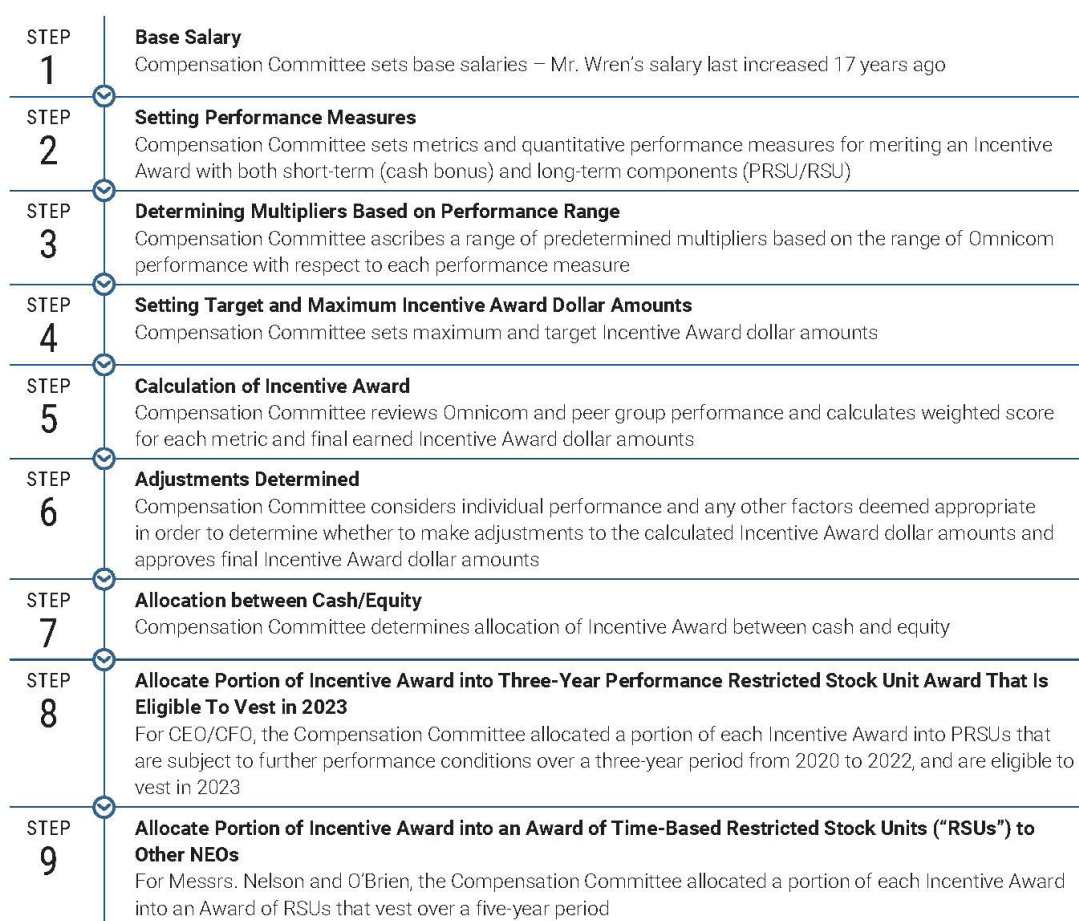 STEP
1
Base Salary
Compensation Committee sets base salaries – Mr. Wren's salary last increased 17 years ago
STEP
2
Setting Performance Measures
Compensation Committee sets metrics and quantitative performance measures for meriting an Incentive
Award with both short-term (cash bonus) and long-term components (PRSU/RSU)
STEP
3
Determining Multipliers Based on Performance Range
Compensation Committee ascribes a range of predetermined multipliers based on the range of Omnicom
performance with respect to each performance measure
STEP
4
Setting Target and Maximum Incentive Award Dollar Amounts
Compensation Committee sets maximum and target Incentive Award dollar amounts
STEP
5
Calculation of Incentive Award
Compensation Committee reviews Omnicom and peer group performance and calculates weighted score
for each metric and final earned Incentive Award dollar amounts
STEP
6
Adjustments Determined
Compensation Committee considers individual performance and any other factors deemed appropriate
in order to determine whether to make adjustments to the calculated Incentive Award dollar amounts and
approves final Incentive Award dollar amounts
STEP
7
Allocation between Cash/Equity
Compensation Committee determines allocation of Incentive Award between cash and equity
STEP
8
Allocate Portion of Incentive Award into Three-Year Performance Restricted Stock Unit Award That Is
Eligible To Vest in 2023
For CEO/CFO, the Compensation Committee allocated a portion of each Incentive Award into PRSUs that
are subject to further performance conditions over a three-year period from 2020 to 2022, and are eligible to
vest in 2023
STEP
9
Allocate Portion of Incentive Award into an Award of Time-Based Restricted Stock Units ("RSUs") to
Other NEOs
For Messrs. Nelson and O'Brien, the Compensation Committee allocated a portion of each Incentive Award
into an Award of RSUs that vest over a five-year period